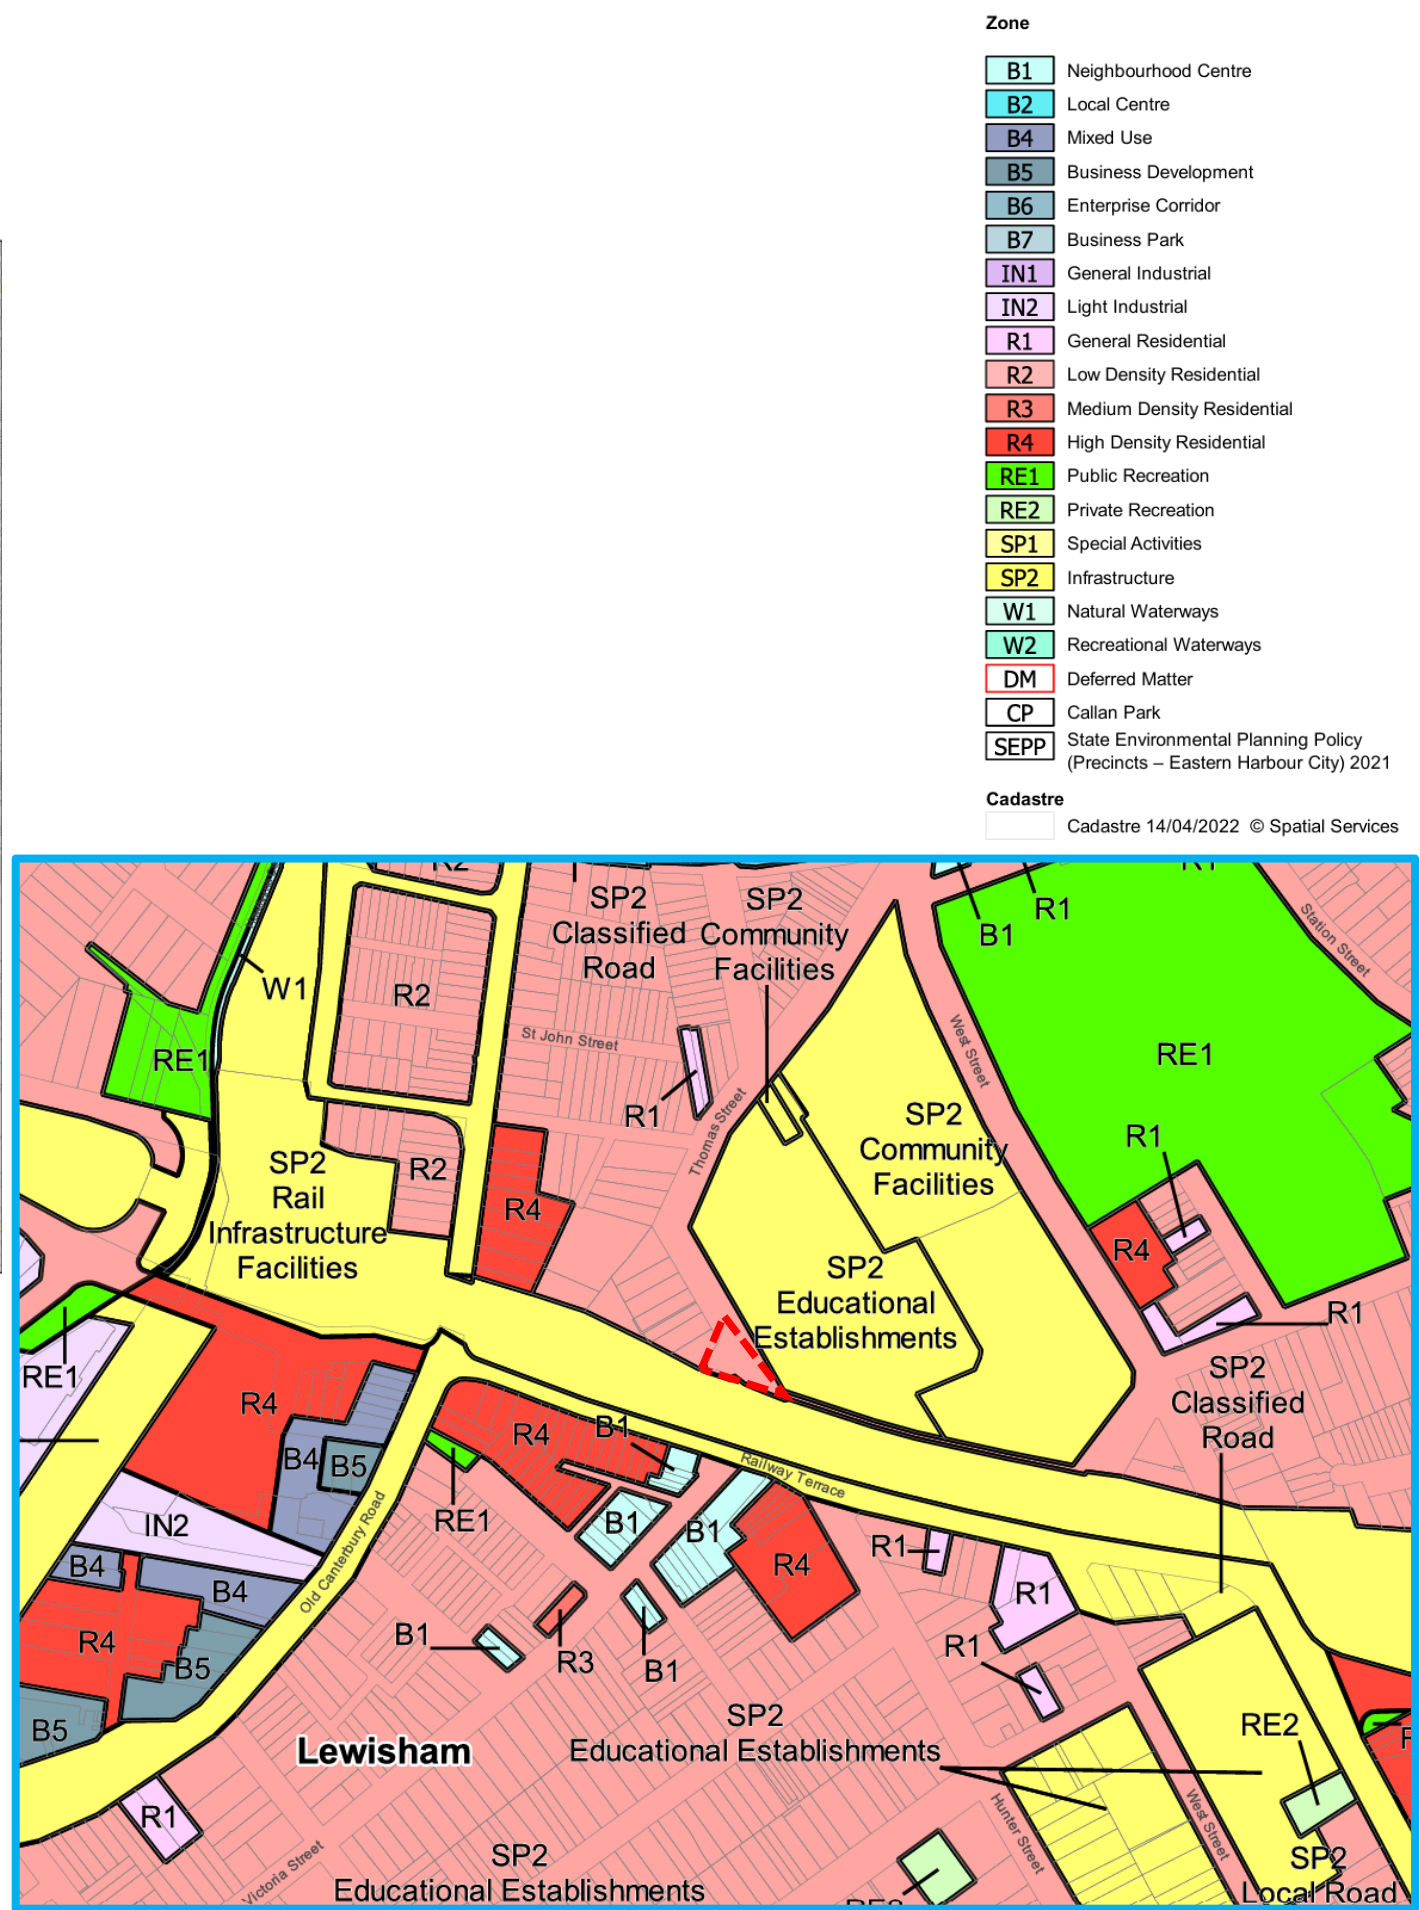 Zone
B1 Neighbourhood Centre
B2 Local Centre
B4 Mixed Use
B5 Business Development
B6 Enterprise Corridor
B7 Business Park
IN1 General Industrial
IN2 Light Industrial
R1 General Residential
R2 Low Density Residential
R3 Medium Density Residential
R4 High Density Residential
RE1 Public Recreation
RE2 Private Recreation
SP1 Special Activities
SP2 Infrastructure
W1 Natural Waterways
W2 Recreational Waterways
DM Deferred Matter
CP Callan Park
SEPP State Environmental Planning Policy
(Precincts – Eastern Harbour City) 2021
Cadastre
Cadastre 14/04/2022 © Spatial Services
R2
R1
SP2
Classified
Road
SP2
Community
Facilities
R1
B1
Station Street
W1
R2
RE1
St John Street
West Street
RE1
R1
Thomas Street
SP2
Community
Facilities
R1
SP2
Rail
Infrastructure
Facilities
R2
R4
R4
SP2
Educational
Establishments
R1
RE1
R4
SP2
Classified
Road
B4
B5
R4
B1
Railway Terrace
RE1
B1
B1
IN2
Old Canterbury Road
R4
R1
R1
B4
B4
R4
B5
B1
R3
B1
R1
B5
SP2
Educational Establishments
RE2
Lewisham
R1
Hunter Street
West Street
Victoria Street
SP2
Educational Establishments
SP2
Local Road